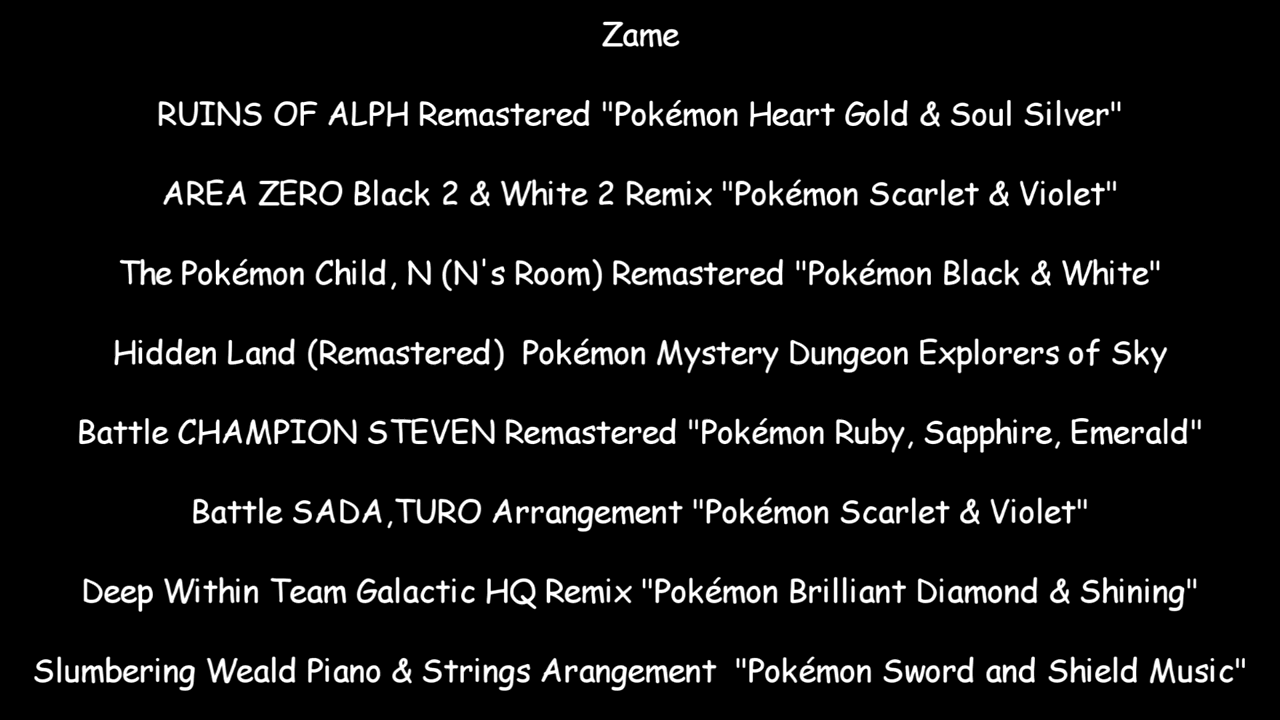 Zame
RUINS OF ALPH Remastered "Pokémon Heart Gold & Soul Silver"
AREA ZERO Black 2 & White 2 Remix "Pokémon Scarlet & Violet"
The Pokémon Child, N (N's Room) Remastered "Pokémon Black & White"
Hidden Land (Remastered)  Pokémon Mystery Dungeon Explorers of Sky
Battle CHAMPION STEVEN Remastered "Pokémon Ruby, Sapphire, Emerald"
Battle SADA,TURO Arrangement "Pokémon Scarlet & Violet"
Deep Within Team Galactic HQ Remix "Pokémon Brilliant Diamond & Shining"
Slumbering Weald Piano & Strings Arangement  "Pokémon Sword and Shield Music"